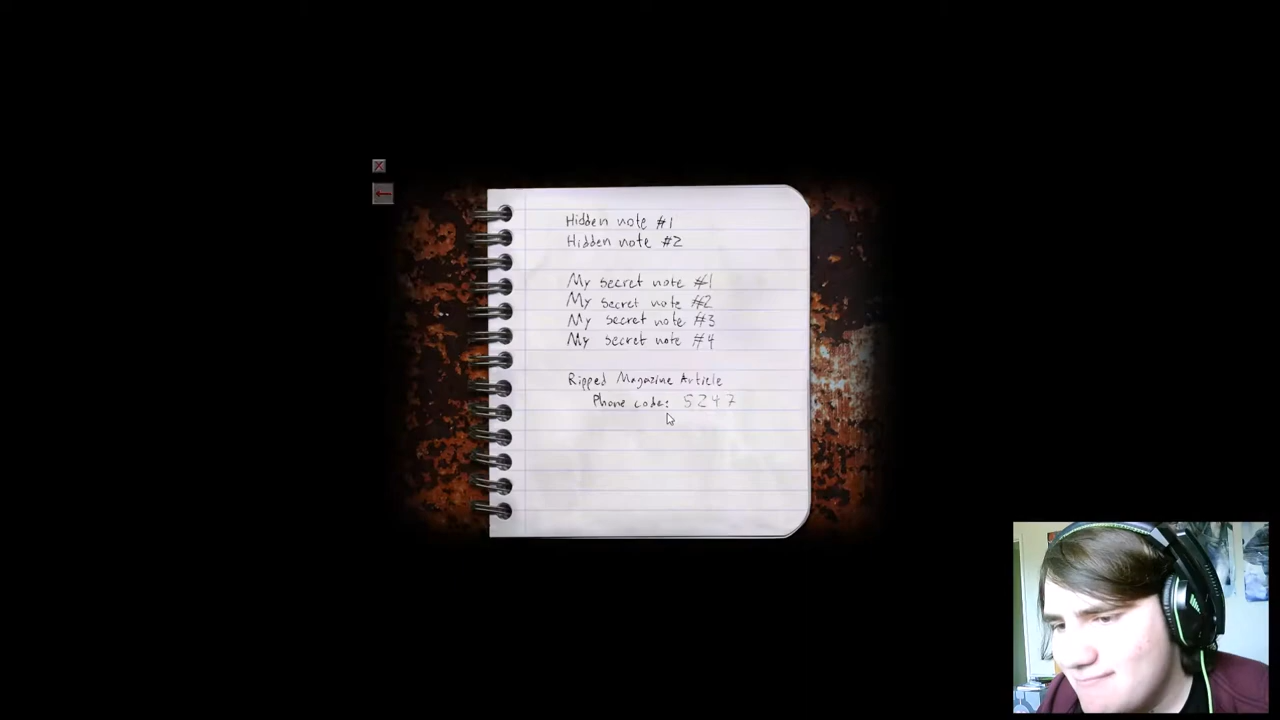 Hidden note #1
Hidden note #2
My secret note #1
My secret note #2
My secret note #3
My secret note #4
Ripped Magazine Article
Phone code: 5247